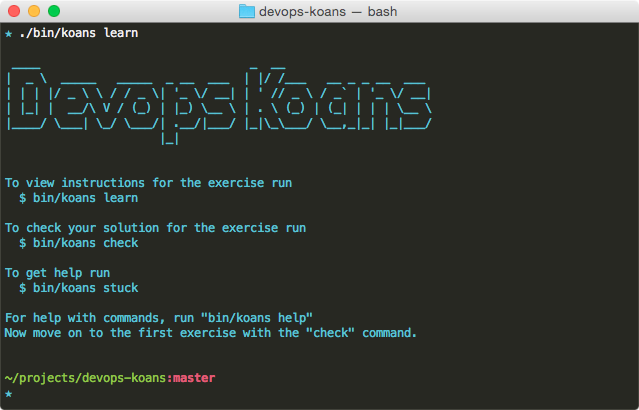 devops-koans — bash
★ ./bin/koans learn
Devops Koans
To view instructions for the exercise run
$ bin/koans learn
To check your solution for the exercise run
$ bin/koans check
To get help run
$ bin/koans stuck
For help with commands, run "bin/koans help"
Now move on to the first exercise with the "check" command.
~/projects/devops-koans:master
★